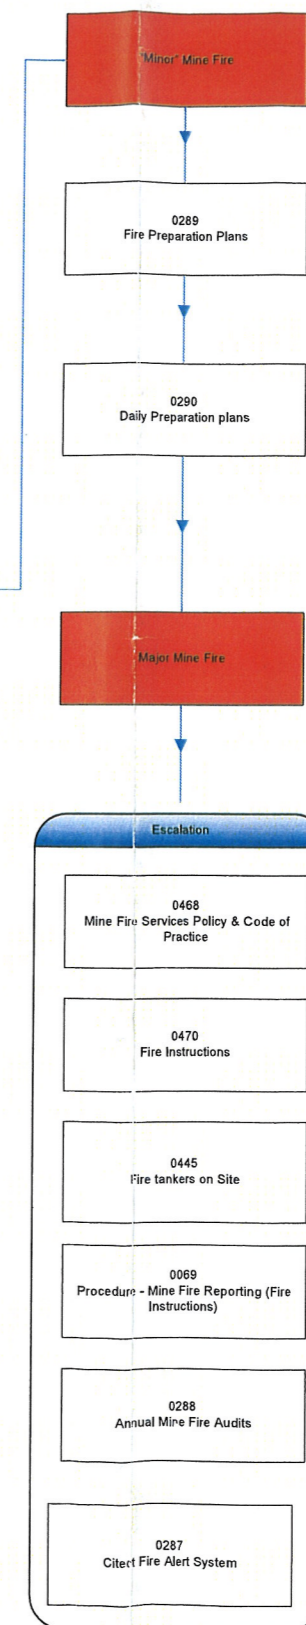 'Minor' Mine Fire
0289
Fire Preparation Plans
0290
Daily Preparation plans
Major Mine Fire
Escalation
0468
Mine Fire Services Policy & Code of
Practice
0470
Fire Instructions
0445
Fire tankers on Site
0069
Procedure - Mine Fire Reporting (Fire
Instructions)
0288
Annual Mine Fire Audits
0287
Citect Fire Alert System